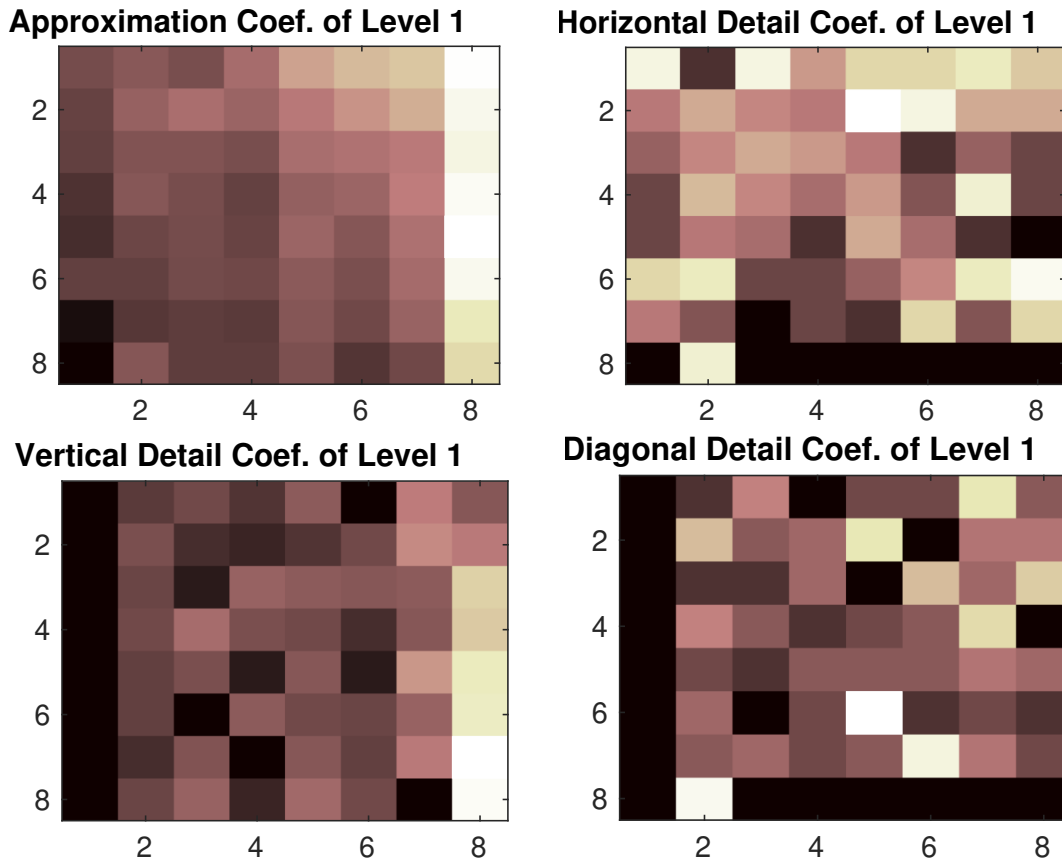 Approximation Coef. of Level 1
Horizontal Detail Coef. of Level 1
2
4
6
8
2 4 6 8
2
4
6
8
2 4 6 8
Vertical Detail Coef. of Level 1
Diagonal Detail Coef. of Level 1
2
4
6
8
2 4 6 8
2
4
6
8
2 4 6 8